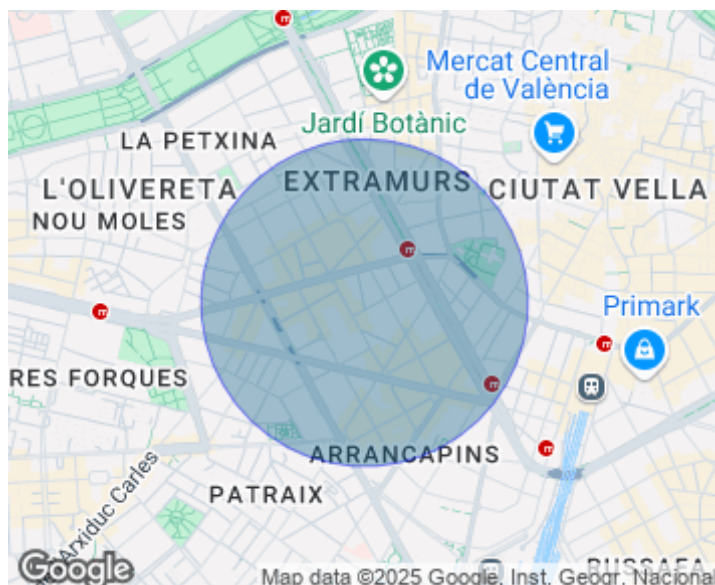 Mercat Central
de València
Jardí Botànic
LA PETXINA
L'OLIVERETA
EXTRAMURS
CIUTAT VELLA
NOU MOLES
Primark
RES FORQUES
ARRANCAPINS
PATRAIX
Arxiduc Carles
RUSSAFA
Google
Map data ©2025 Google, Inst. Geogr. Nacional